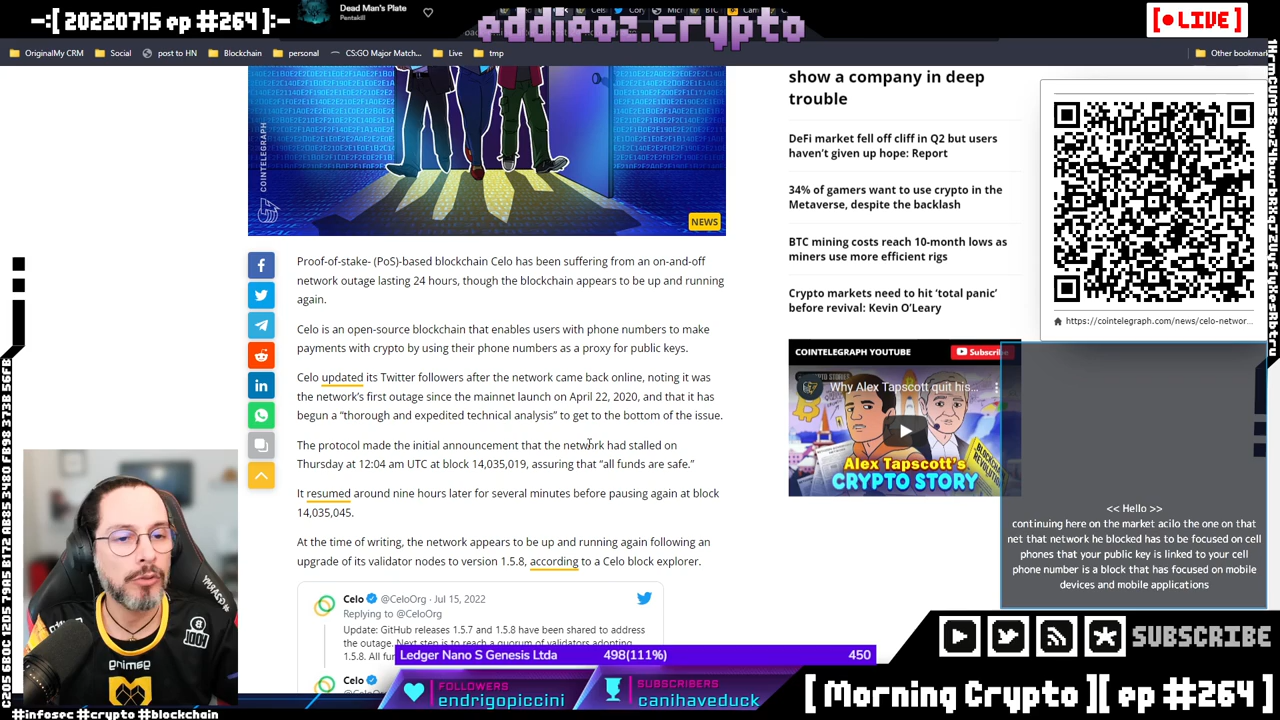 -:[ 20220715 ep #264 ]:-
Dead Man's Plate
Pentskill
eddieoz.crypto
[● LIVE]
OriginalMy CRM
Social
post to HN
Blockchain
personal
CS:GO Major Match...
Live
tmp
Other bookmar
COINTELEGRAPH
NEWS
Proof-of-stake- (PoS)-based blockchain Celo has been suffering from an on-and-off
network outage lasting 24 hours, though the blockchain appears to be up and running
again.
Celo is an open-source blockchain that enables users with phone numbers to make
payments with crypto by using their phone numbers as a proxy for public keys.
Celo updated its Twitter followers after the network came back online, noting it was
the network's first outage since the mainnet launch on April 22, 2020, and that it has
begun a “thorough and expedited technical analysis” to get to the bottom of the issue.
The protocol made the initial announcement that the network had stalled on
Thursday at 12:04 am UTC at block 14,035,019, assuring that “all funds are safe.”
It resumed around nine hours later for several minutes before pausing again at block
14,035,045.
At the time of writing, the network appears to be up and running again following an
upgrade of its validator nodes to version 1.5.8, according to a Celo block explorer.
Celo @CeloOrg · Jul 15, 2022
Replying to @CeloOrg
Update: GitHub releases 1.5.7 and 1.5.8 have been shared to address
the outage. Next step is to reach a quorum of validators adopting
1.5.8. All fun
Celo
show a company in deep
trouble
DeFi market fell off cliff in Q2 but users
haven't given up hope: Report
34% of gamers want to use crypto in the
Metaverse, despite the backlash
BTC mining costs reach 10-month lows as
miners use more efficient rigs
Crypto markets need to hit ‘total panic’
before revival: Kevin O'Leary
COINTELEGRAPH YOUTUBE
Subscribe
Why Alex Tapscott quit his...
Alex Tapscott's
CRYPTO STORY
https://cointelegraph.com/news/celo-networ...
<< Hello >>
continuing here on the market acilo the one on that
net that network he blocked has to be focused on cell
phones that your public key is linked to your cell
phone number is a block that has focused on mobile
devices and mobile applications
Ledger Nano S Genesis Ltda
498(111%)
450
FOLLOWERS
endrigopiccini
SUBSCRIBERS
canihaveduck
SUBSCRIBE
[ Morning Crypto ][ ep #264 ]
#infosec #crypto #blockchain